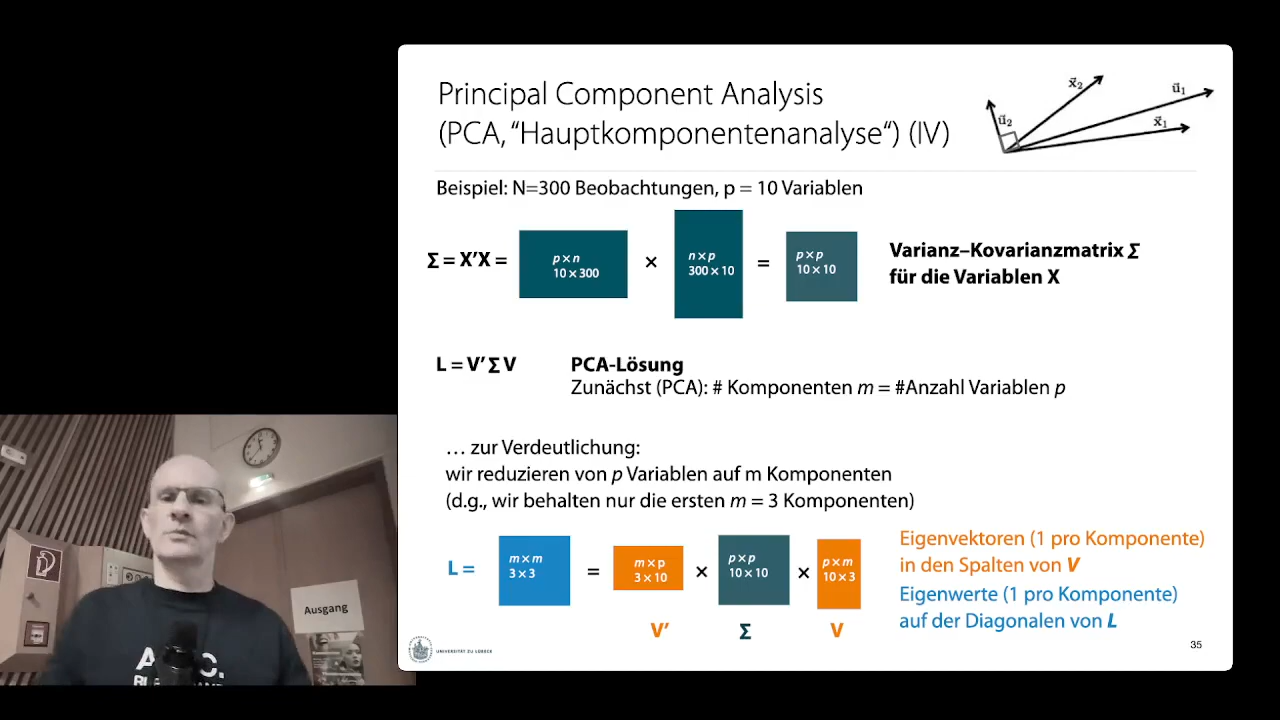 Principal Component Analysis
(PCA, “Hauptkomponentenanalyse“) (IV)
x⃗₂
u⃗₁
u⃗₂
x⃗₁
Beispiel: N=300 Beobachtungen, p = 10 Variablen
Σ = X’X =
p × n
10 × 300
×
n × p
300 × 10
=
p × p
10 × 10
Varianz–Kovarianzmatrix Σ
für die Variablen X
L = V’ Σ V
PCA-Lösung
Zunächst (PCA): # Komponenten m = #Anzahl Variablen p
… zur Verdeutlichung:
wir reduzieren von p Variablen auf m Komponenten
(d.g., wir behalten nur die ersten m = 3 Komponenten)
L =
m × m
3 × 3
=
m × p
3 × 10
×
p × p
10 × 10
×
p × m
10 × 3
V’
Σ
V
Eigenvektoren (1 pro Komponente)
in den Spalten von V
Eigenwerte (1 pro Komponente)
auf der Diagonalen von L
UNIVERSITÄT ZU LÜBECK
35
Ausgang